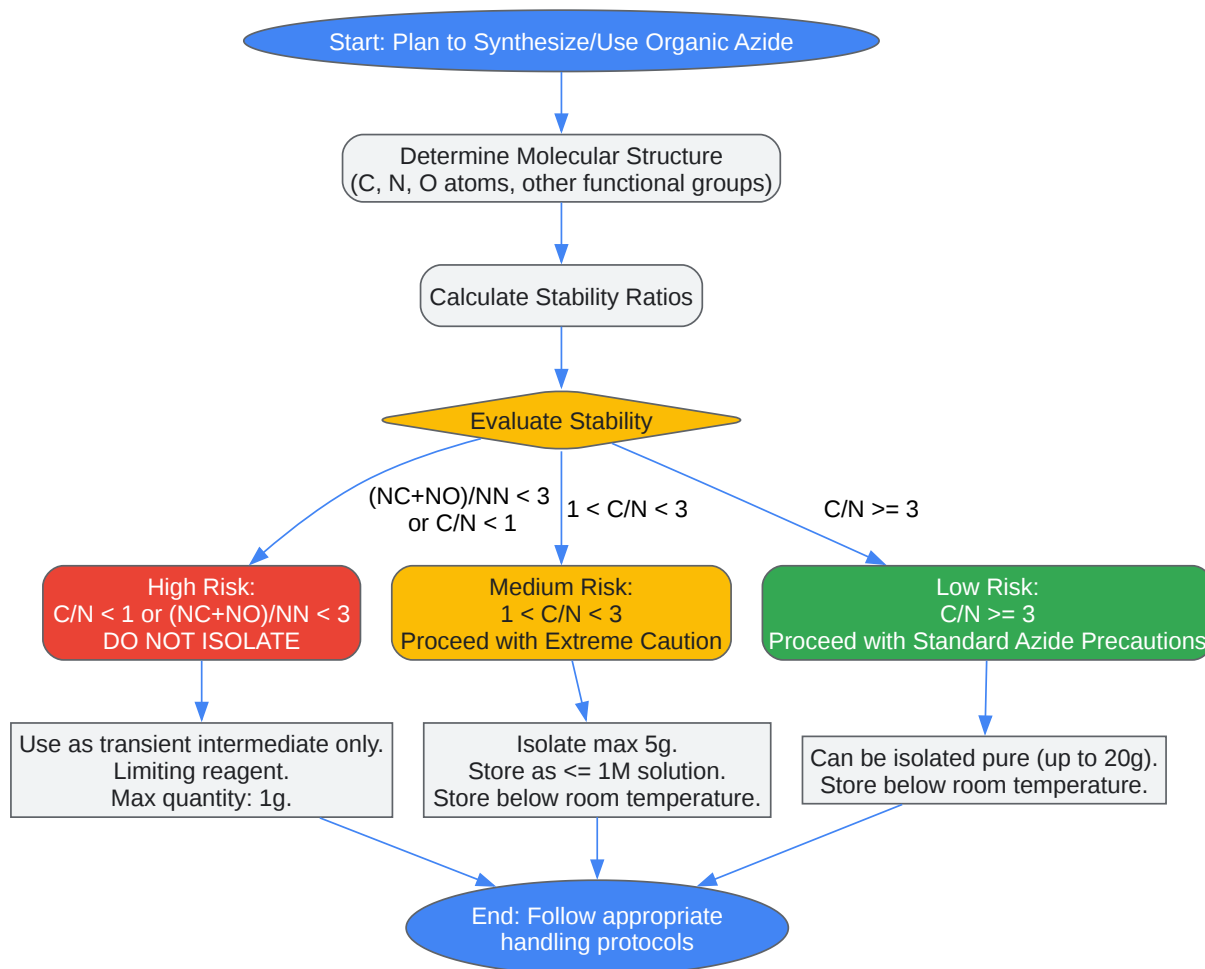 Start: Plan to Synthesize/Use Organic Azide
Determine Molecular Structure
(C, N, O atoms, other functional groups)
Calculate Stability Ratios
Evaluate Stability
(NC+NO)/NN < 3
or C/N < 1
1 < C/N < 3
C/N >= 3
High Risk:
C/N < 1 or (NC+NO)/NN < 3
DO NOT ISOLATE
Medium Risk:
1 < C/N < 3
Proceed with Extreme Caution
Low Risk:
C/N >= 3
Proceed with Standard Azide Precautions
Use as transient intermediate only.
Limiting reagent.
Max quantity: 1g.
Isolate max 5g.
Store as <= 1M solution.
Store below room temperature.
Can be isolated pure (up to 20g).
Store below room temperature.
End: Follow appropriate
handling protocols